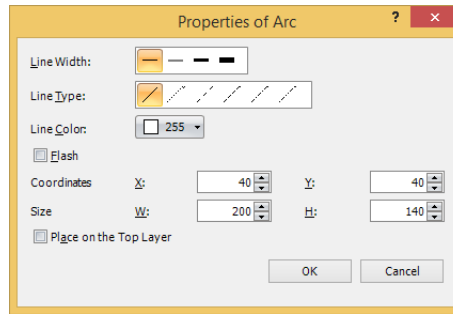 Properties of Arc ? ×
Line Width:
Line Type:
Line Color: 255
Flash
Coordinates X: 40 Y: 40
Size W: 200 H: 140
Place on the Top Layer
OK Cancel